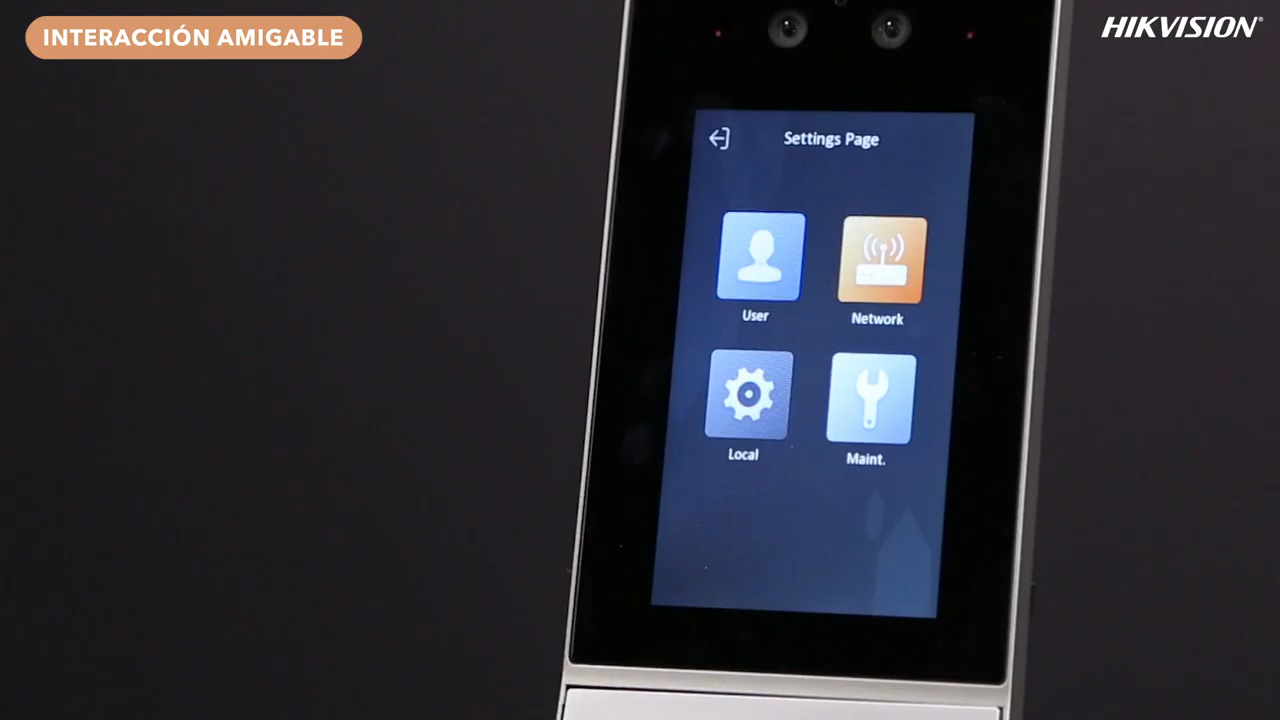 INTERACCIÓN AMIGABLE
HIKVISION®
Settings Page
User
Network
Local
Maint.